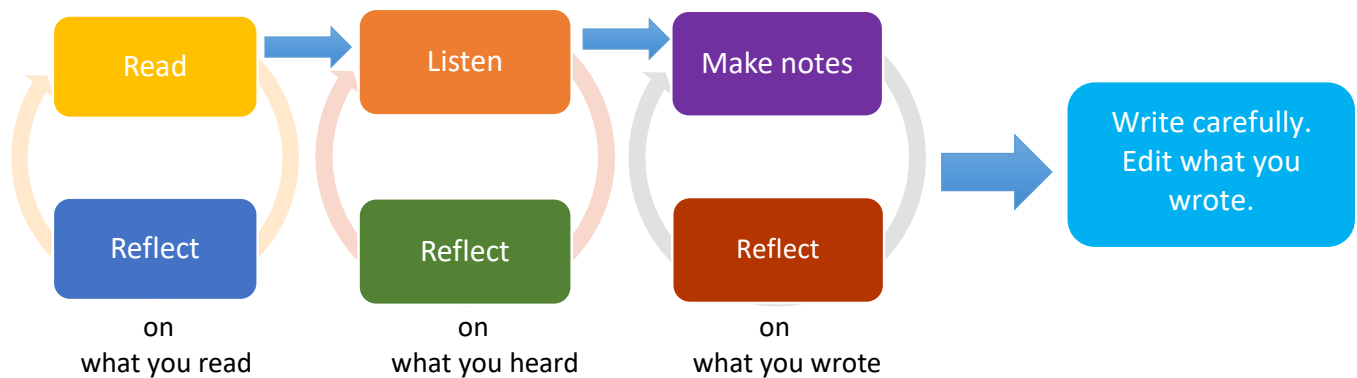 Read
Listen
Make notes
Write carefully.
Edit what you
wrote.
Reflect
Reflect
Reflect
on
what you read
on
what you heard
on
what you wrote